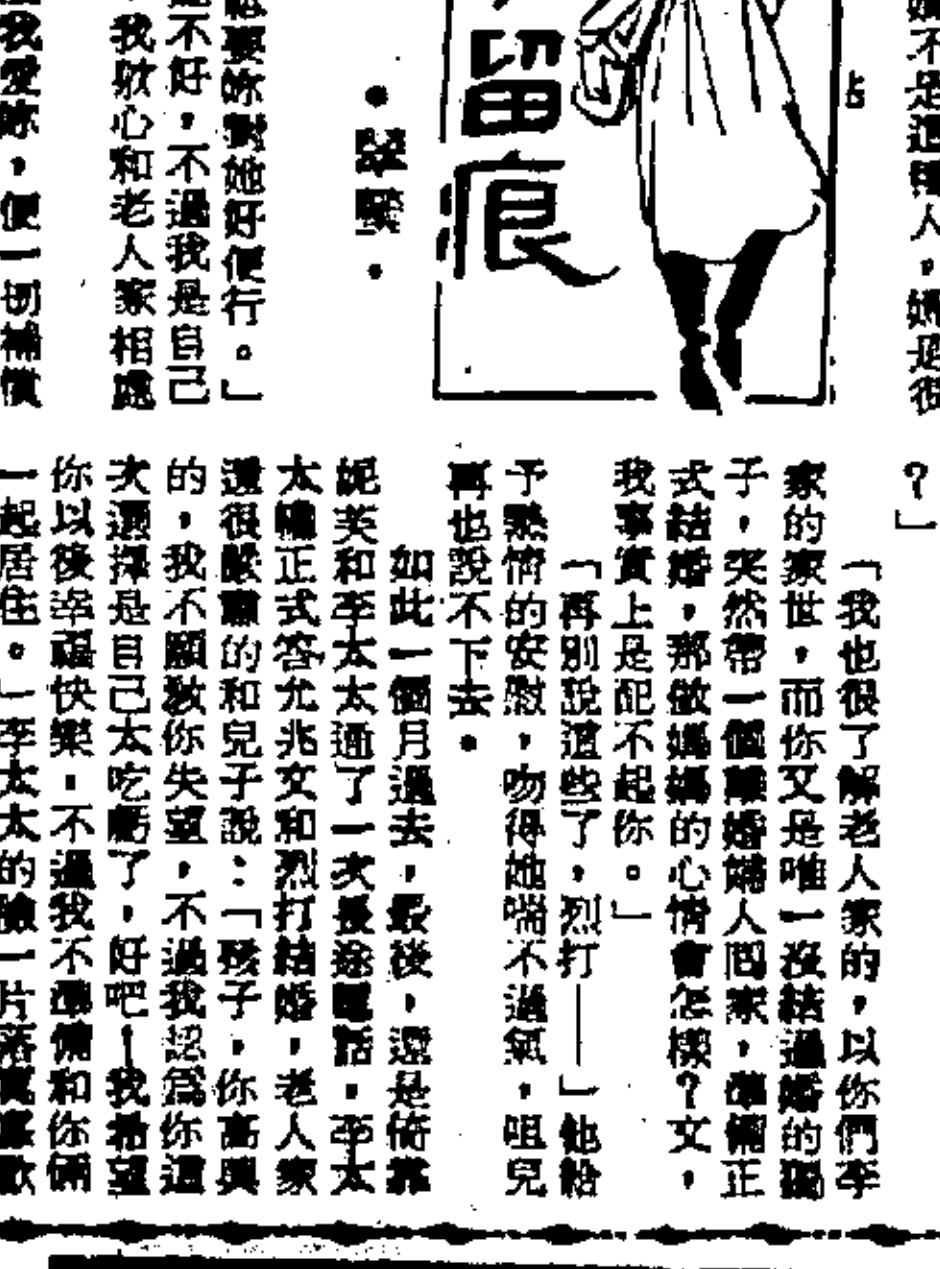 媽不是這種人，媽是很
留痕
能要你對她好便行。」
能不好，不過我是自己
，我耽心和老人家相處
我愛你，便一切補償
？」
「我也很了解老人家的，以你們李
家的家世，而你又是唯一沒結過婚的獨
子，突然帶一個離婚婦人回家，準備正
式結婚，那做媽媽的心情會怎樣？文，
我事實上是配不起你。」
「再別說這些了，烈打——」他給
予熱情的安慰，吻得她喘不過氣，咀兒
再也說不下去。
如此一個月過去，最後，還是倚靠
妮芙和李太太通了一次長途電話，李太
太纔正式答允兆文和烈打結婚，老人家
還很嚴肅的和兒子說：「孩子，你高興
的，我不願教你失望，不過我認為你這
次選擇是自己太吃虧了，好吧！我希望
你以後幸福快樂，不過我不準備和你倆
一起居住。」李太太的臉一片落寞